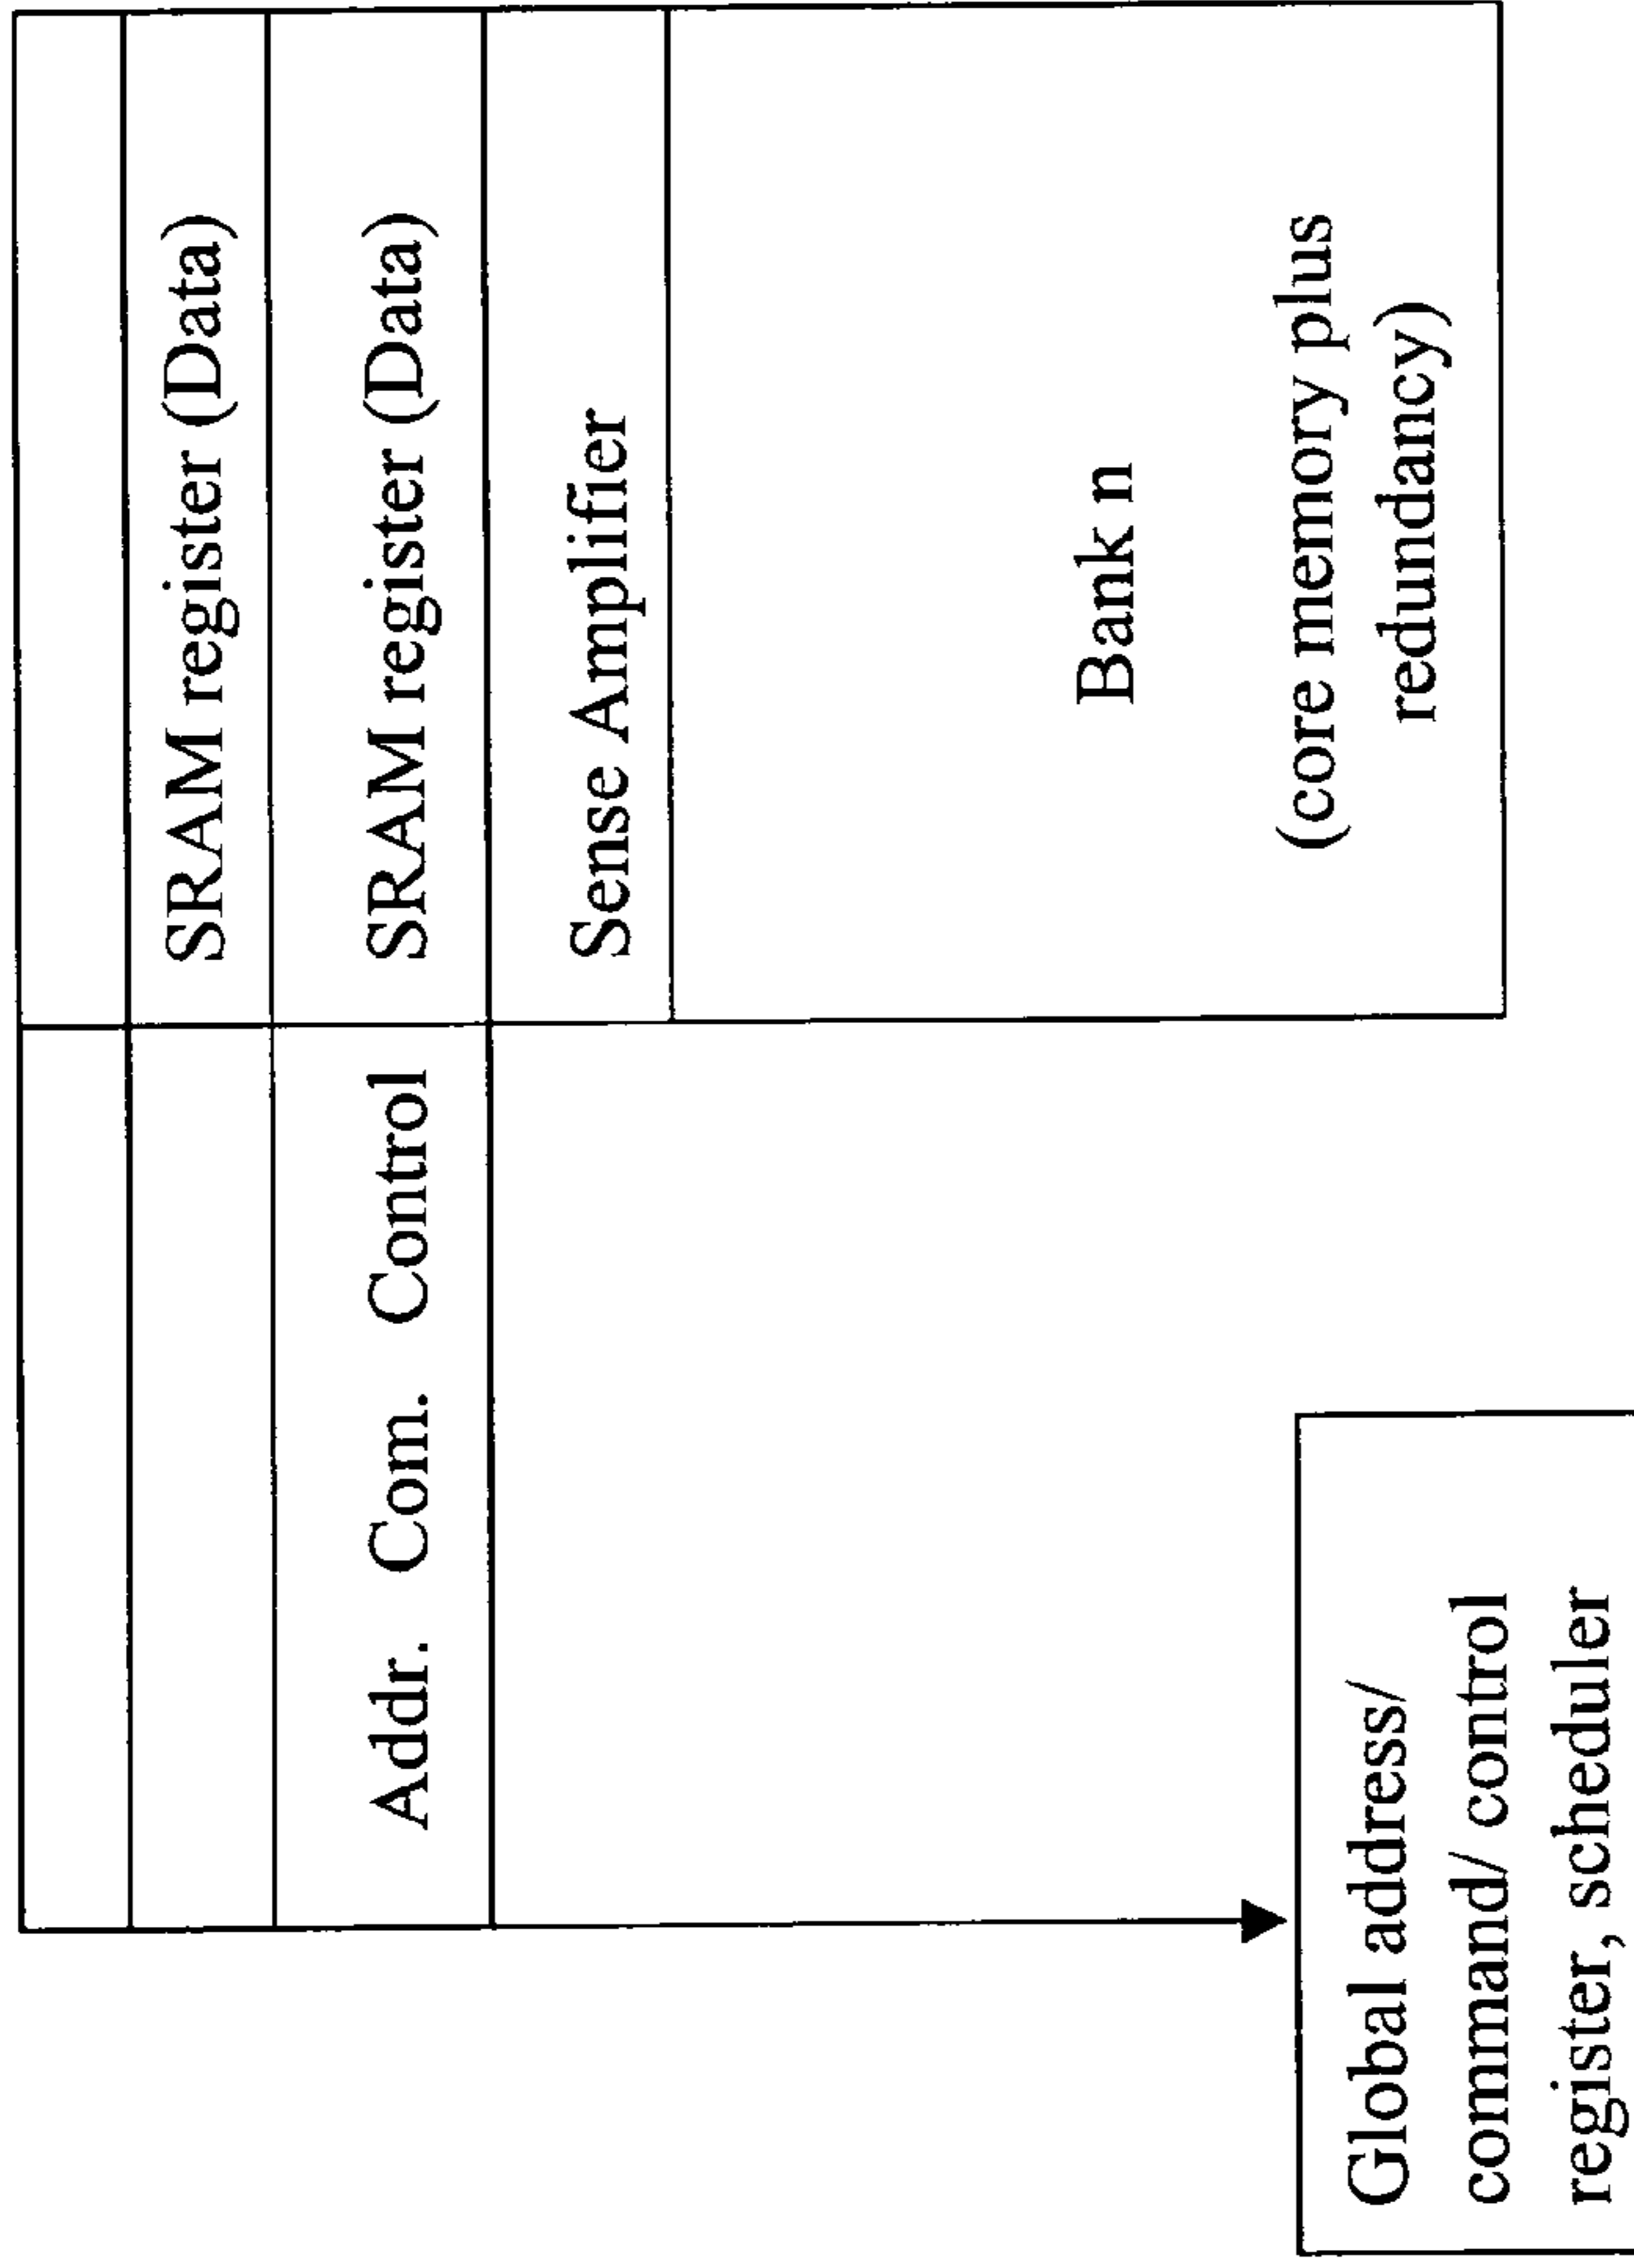 SRAM register (Data)
Addr. Com. Control SRAM register (Data)
Sense Amplifier
Bank n
(core memory plus
redundancy)
Global address/
command/ control
register, scheduler